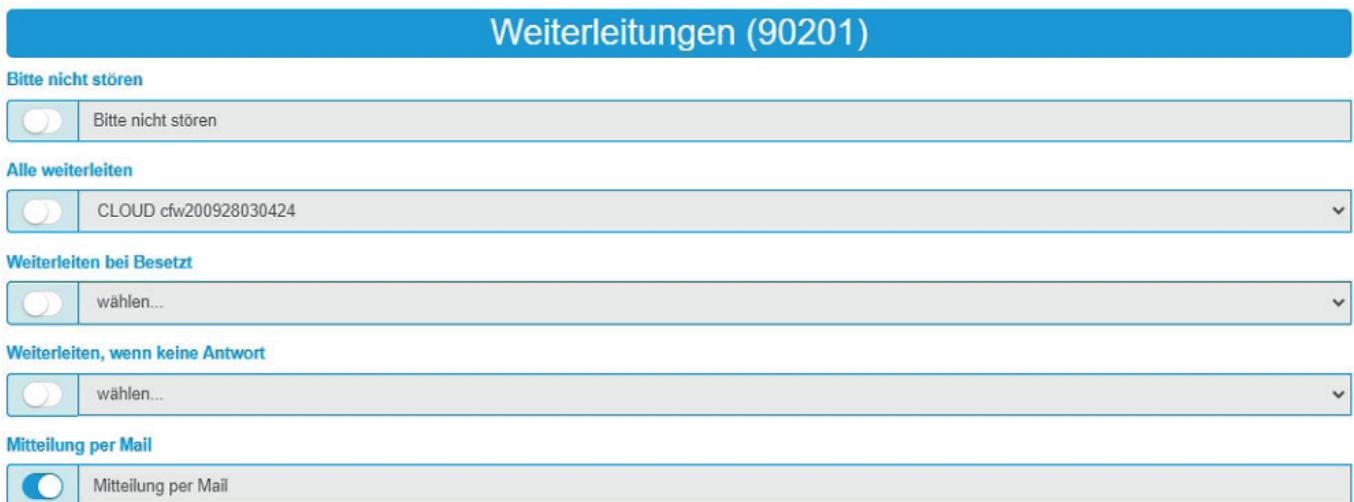 Weiterleitungen (90201)
Bitte nicht stören
Bitte nicht stören
Alle weiterleiten
CLOUD cfw200928030424
Weiterleiten bei Besetzt
wählen...
Weiterleiten, wenn keine Antwort
wählen...
Mitteilung per Mail
Mitteilung per Mail